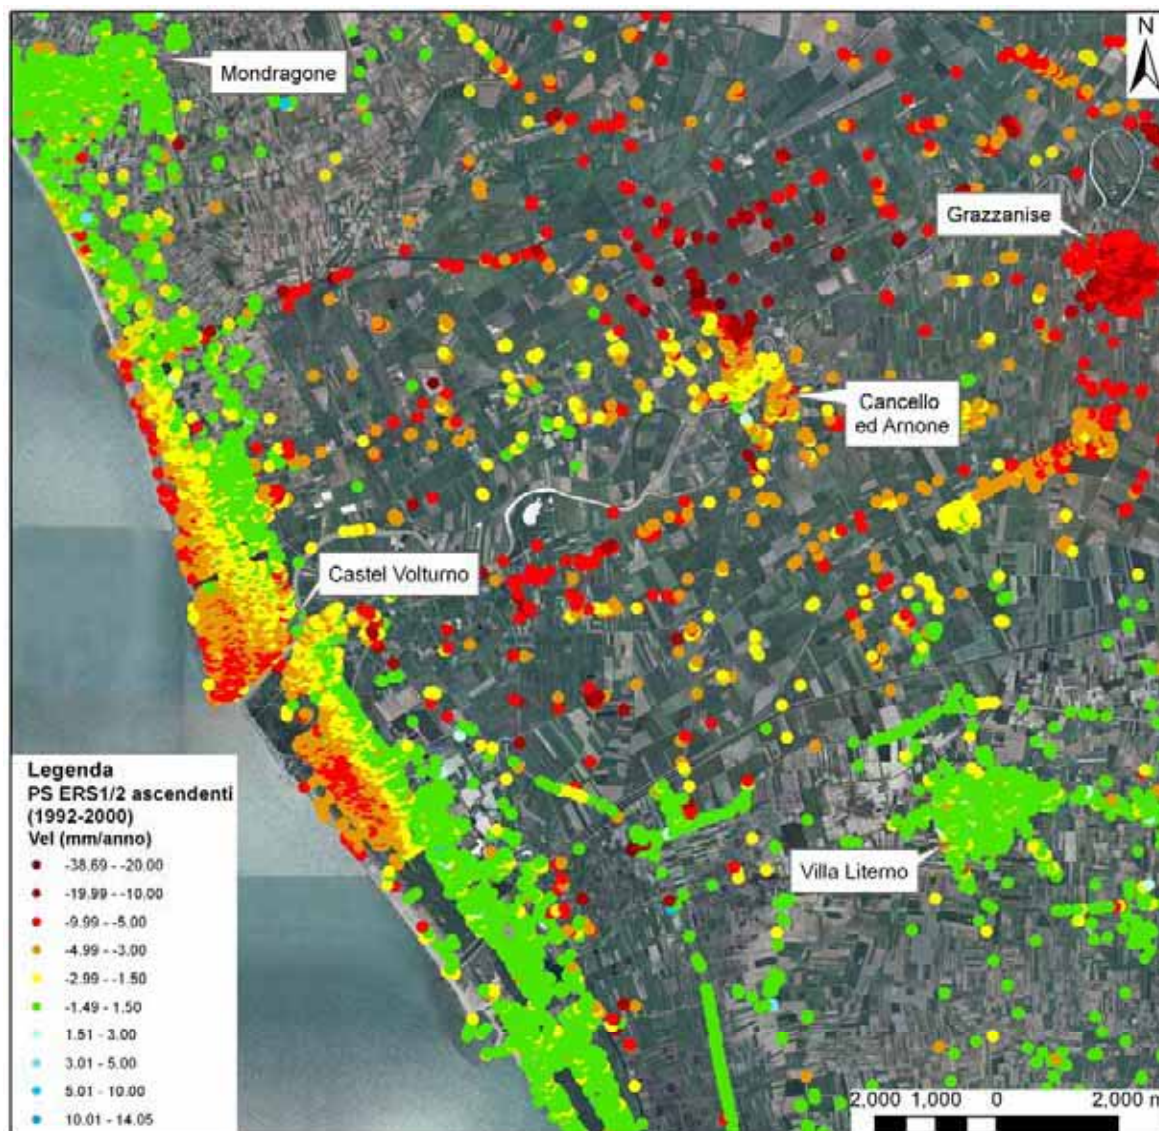 N
Mondragone
Grazzanise
Cancello
ed Arnone
Castel Volturno
Villa Literno
Legenda
PS ERS1/2 ascendenti
(1992-2000)
Vel (mm/anno)
-38.69 - -20.00
-19.99 - -10.00
-9.99 - -5.00
-4.99 - -3.00
-2.99 - -1.50
-1.49 - 1.50
1.51 - 3.00
3.01 - 5.00
5.01 - 10.00
10.01 - 14.05
2,000 1,000 0 2,000 m